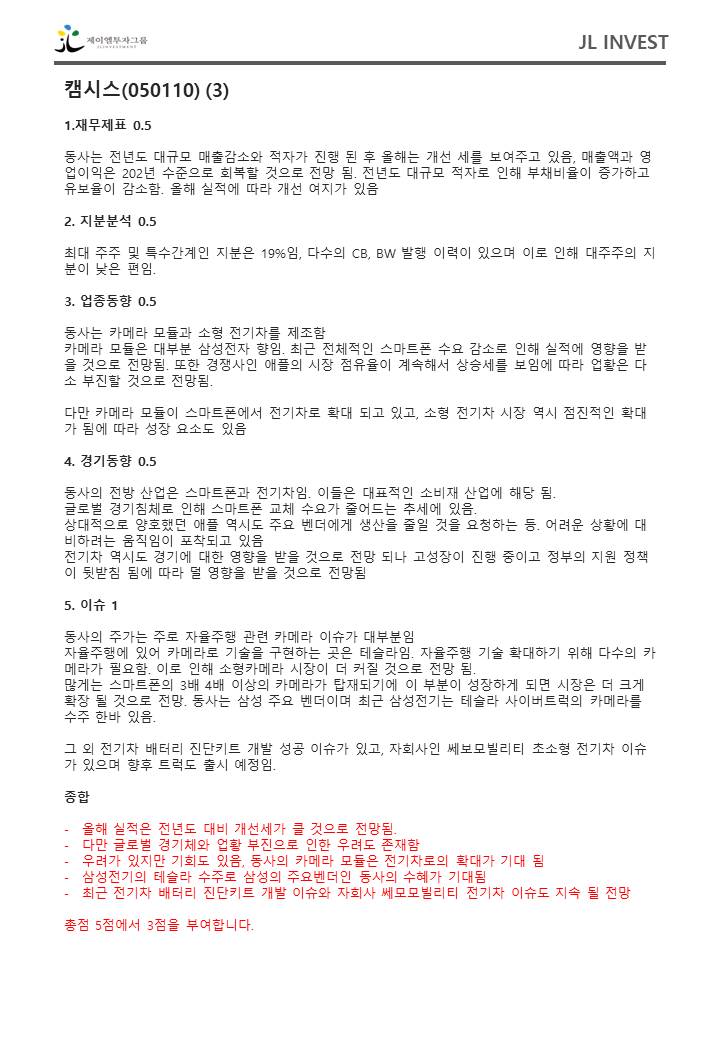 제이엘투자그룹
JLINVESTMENT
JL INVEST
캠시스(050110) (3)
1.재무제표 0.5
동사는 전년도 대규모 매출감소와 적자가 진행 된 후 올해는 개선 세를 보여주고 있음, 매출액과 영
업이익은 202년 수준으로 회복할 것으로 전망 됨. 전년도 대규모 적자로 인해 부채비율이 증가하고
유보율이 감소함. 올해 실적에 따라 개선 여지가 있음
2. 지분분석 0.5
최대 주주 및 특수간계인 지분은 19%임, 다수의 CB, BW 발행 이력이 있으며 이로 인해 대주주의 지
분이 낮은 편임.
3. 업종동향 0.5
동사는 카메라 모듈과 소형 전기차를 제조함
카메라 모듈은 대부분 삼성전자 향임. 최근 전체적인 스마트폰 수요 감소로 인해 실적에 영향을 받
을 것으로 전망됨. 또한 경쟁사인 애플의 시장 점유율이 계속해서 상승세를 보임에 따라 업황은 다
소 부진할 것으로 전망됨.
다만 카메라 모듈이 스마트폰에서 전기차로 확대 되고 있고, 소형 전기차 시장 역시 점진적인 확대
가 됨에 따라 성장 요소도 있음
4. 경기동향 0.5
동사의 전방 산업은 스마트폰과 전기차임. 이들은 대표적인 소비재 산업에 해당 됨.
글로벌 경기침체로 인해 스마트폰 교체 수요가 줄어드는 추세에 있음.
상대적으로 양호했던 애플 역시도 주요 벤더에게 생산을 줄일 것을 요청하는 등. 어려운 상황에 대
비하려는 움직임이 포착되고 있음
전기차 역시도 경기에 대한 영향을 받을 것으로 전망 되나 고성장이 진행 중이고 정부의 지원 정책
이 뒷받침 됨에 따라 덜 영향을 받을 것으로 전망됨
5. 이슈 1
동사의 주가는 주로 자율주행 관련 카메라 이슈가 대부분임
자율주행에 있어 카메라로 기술을 구현하는 곳은 테슬라임. 자율주행 기술 확대하기 위해 다수의 카
메라가 필요함. 이로 인해 소형카메라 시장이 더 커질 것으로 전망 됨.
많게는 스마트폰의 3배 4배 이상의 카메라가 탑재되기에 이 부분이 성장하게 되면 시장은 더 크게
확장 될 것으로 전망. 동사는 삼성 주요 벤더이며 최근 삼성전기는 테슬라 사이버트럭의 카메라를
수주 한바 있음.
그 외 전기차 배터리 진단키트 개발 성공 이슈가 있고, 자회사인 쎄보모빌리티 초소형 전기차 이슈
가 있으며 향후 트럭도 출시 예정임.
종합
- 올해 실적은 전년도 대비 개선세가 클 것으로 전망됨.
- 다만 글로벌 경기체와 업황 부진으로 인한 우려도 존재함
- 우려가 있지만 기회도 있음, 동사의 카메라 모듈은 전기차로의 확대가 기대 됨
- 삼성전기의 테슬라 수주로 삼성의 주요벤더인 동사의 수혜가 기대됨
- 최근 전기차 배터리 진단키트 개발 이슈와 자회사 쎄모모빌리티 전기차 이슈도 지속 될 전망
총점 5점에서 3점을 부여합니다.